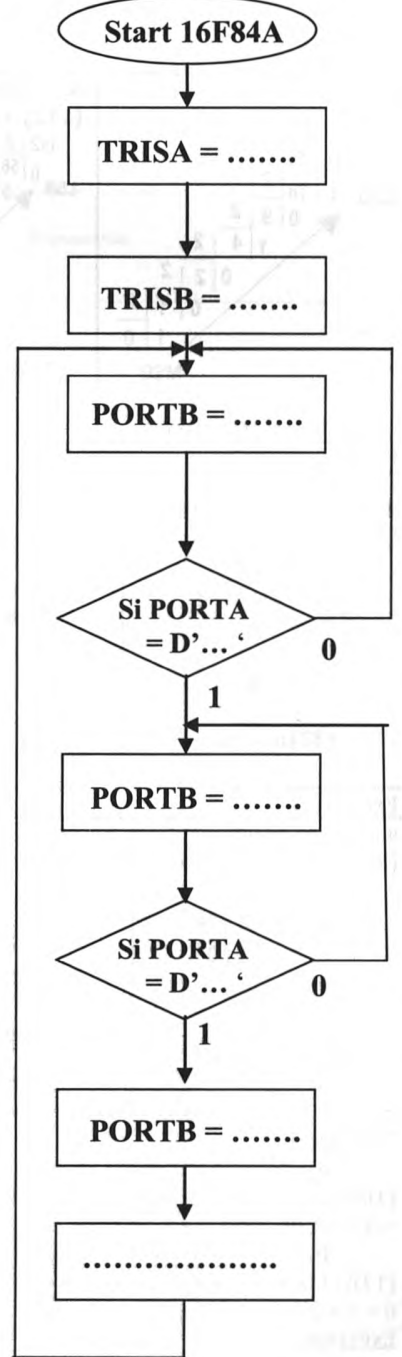 Start 16F84A
TRISA = …….
TRISB = …….
PORTB = …….
Si PORTA
= D’… ‘
0
1
PORTB = …….
Si PORTA
= D’… ‘
0
1
PORTB = …….
…………………